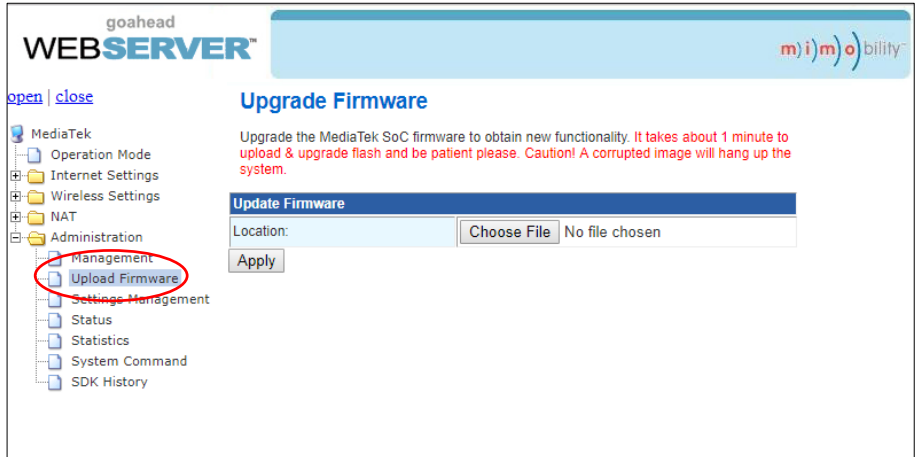 goahead
WEBSERVER™
m)i)m)o)bility™
open | close
MediaTek
Operation Mode
Internet Settings
Wireless Settings
NAT
Administration
Management
Upload Firmware
Settings Management
Status
Statistics
System Command
SDK History
Upgrade Firmware
Upgrade the MediaTek SoC firmware to obtain new functionality. It takes about 1 minute to
upload & upgrade flash and be patient please. Caution! A corrupted image will hang up the
system.
Update Firmware
Location: Choose File No file chosen
Apply